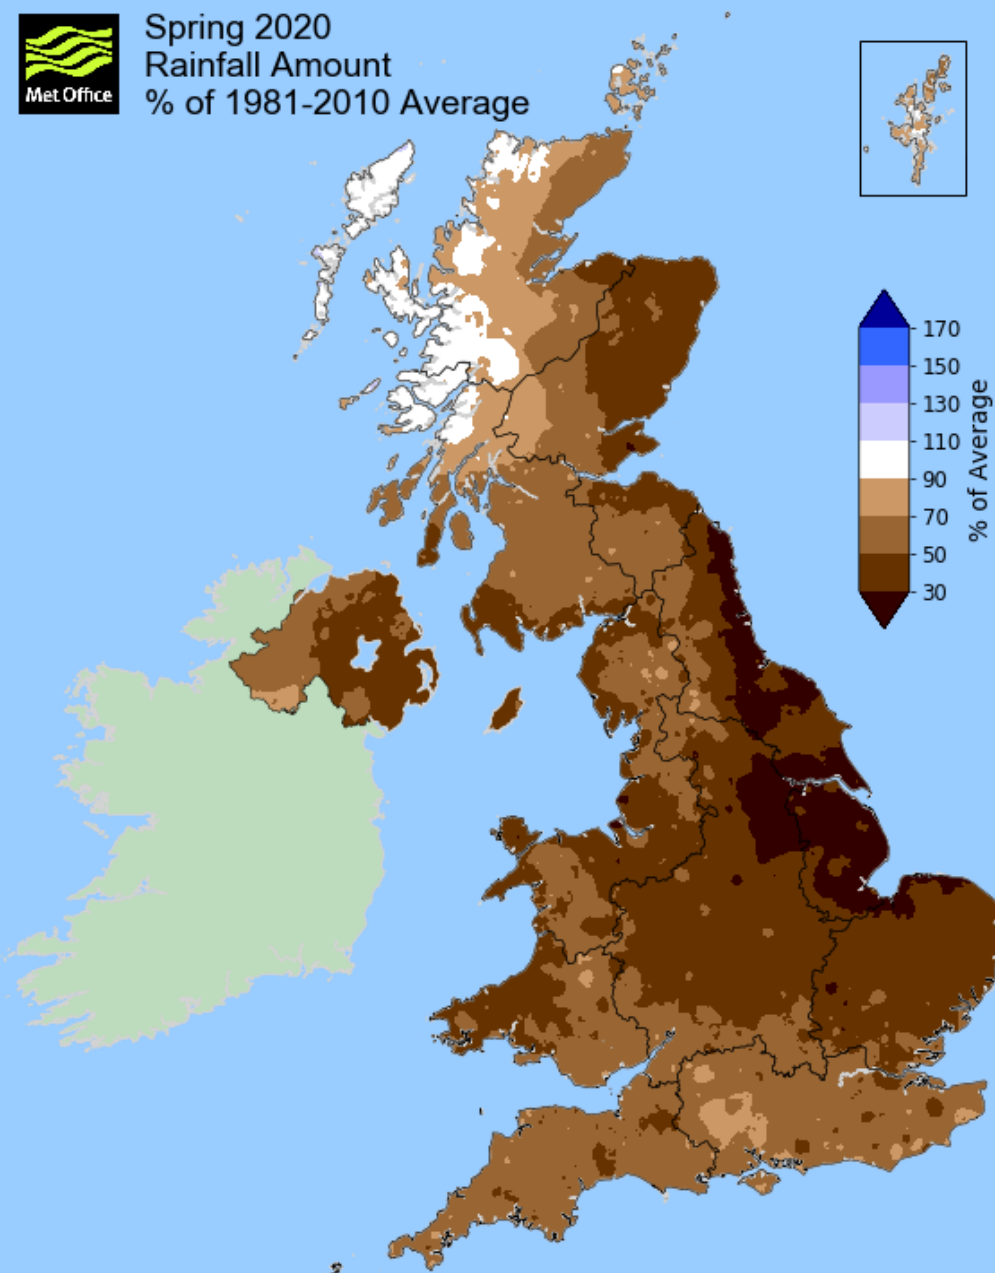 Met Office
Spring 2020
Rainfall Amount
% of 1981-2010 Average
170
150
130
110
90
70
50
30
% of Average